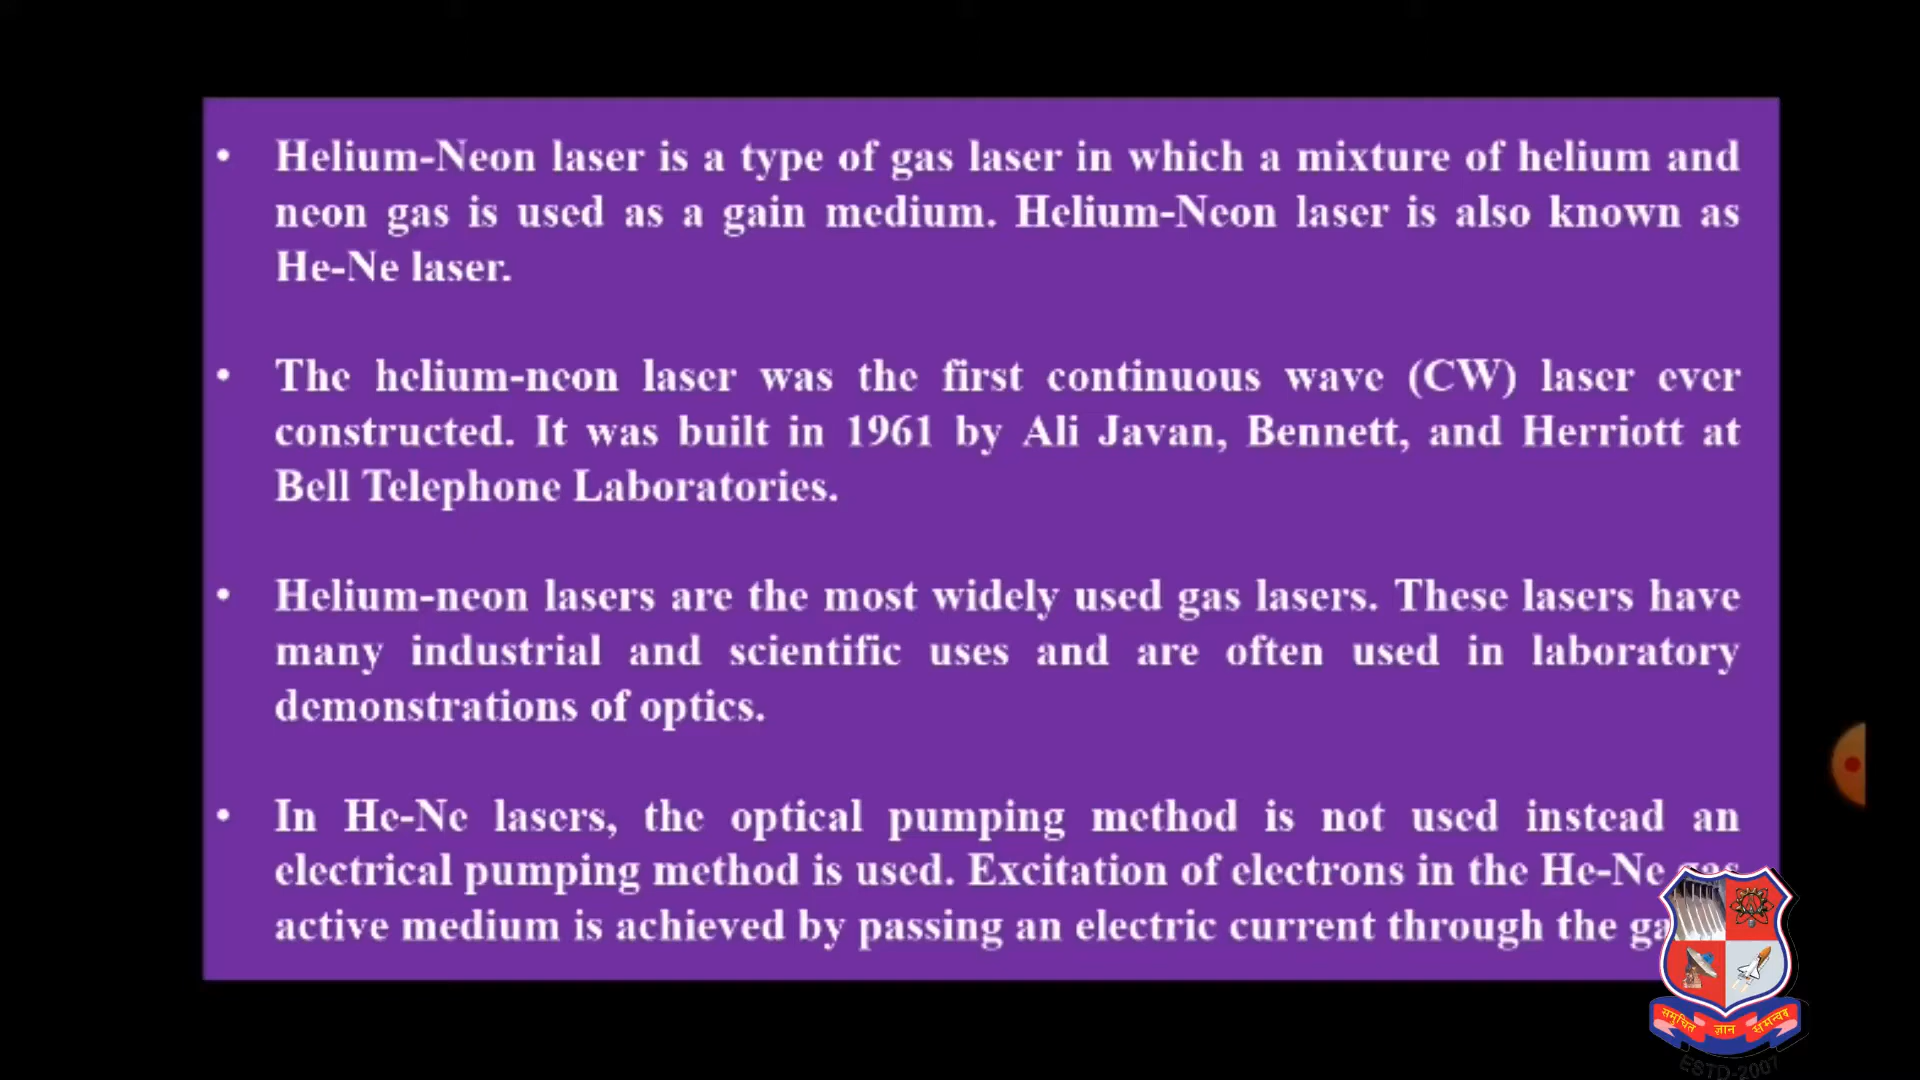 • Helium-Neon laser is a type of gas laser in which a mixture of helium and
neon gas is used as a gain medium. Helium-Neon laser is also known as
He-Ne laser.
• The helium-neon laser was the first continuous wave (CW) laser ever
constructed. It was built in 1961 by Ali Javan, Bennett, and Herriott at
Bell Telephone Laboratories.
• Helium-neon lasers are the most widely used gas lasers. These lasers have
many industrial and scientific uses and are often used in laboratory
demonstrations of optics.
• In He-Ne lasers, the optical pumping method is not used instead an
electrical pumping method is used. Excitation of electrons in the He-Ne gas
active medium is achieved by passing an electric current through the
समुचित ज्ञान समन्वय
ESTD-2007